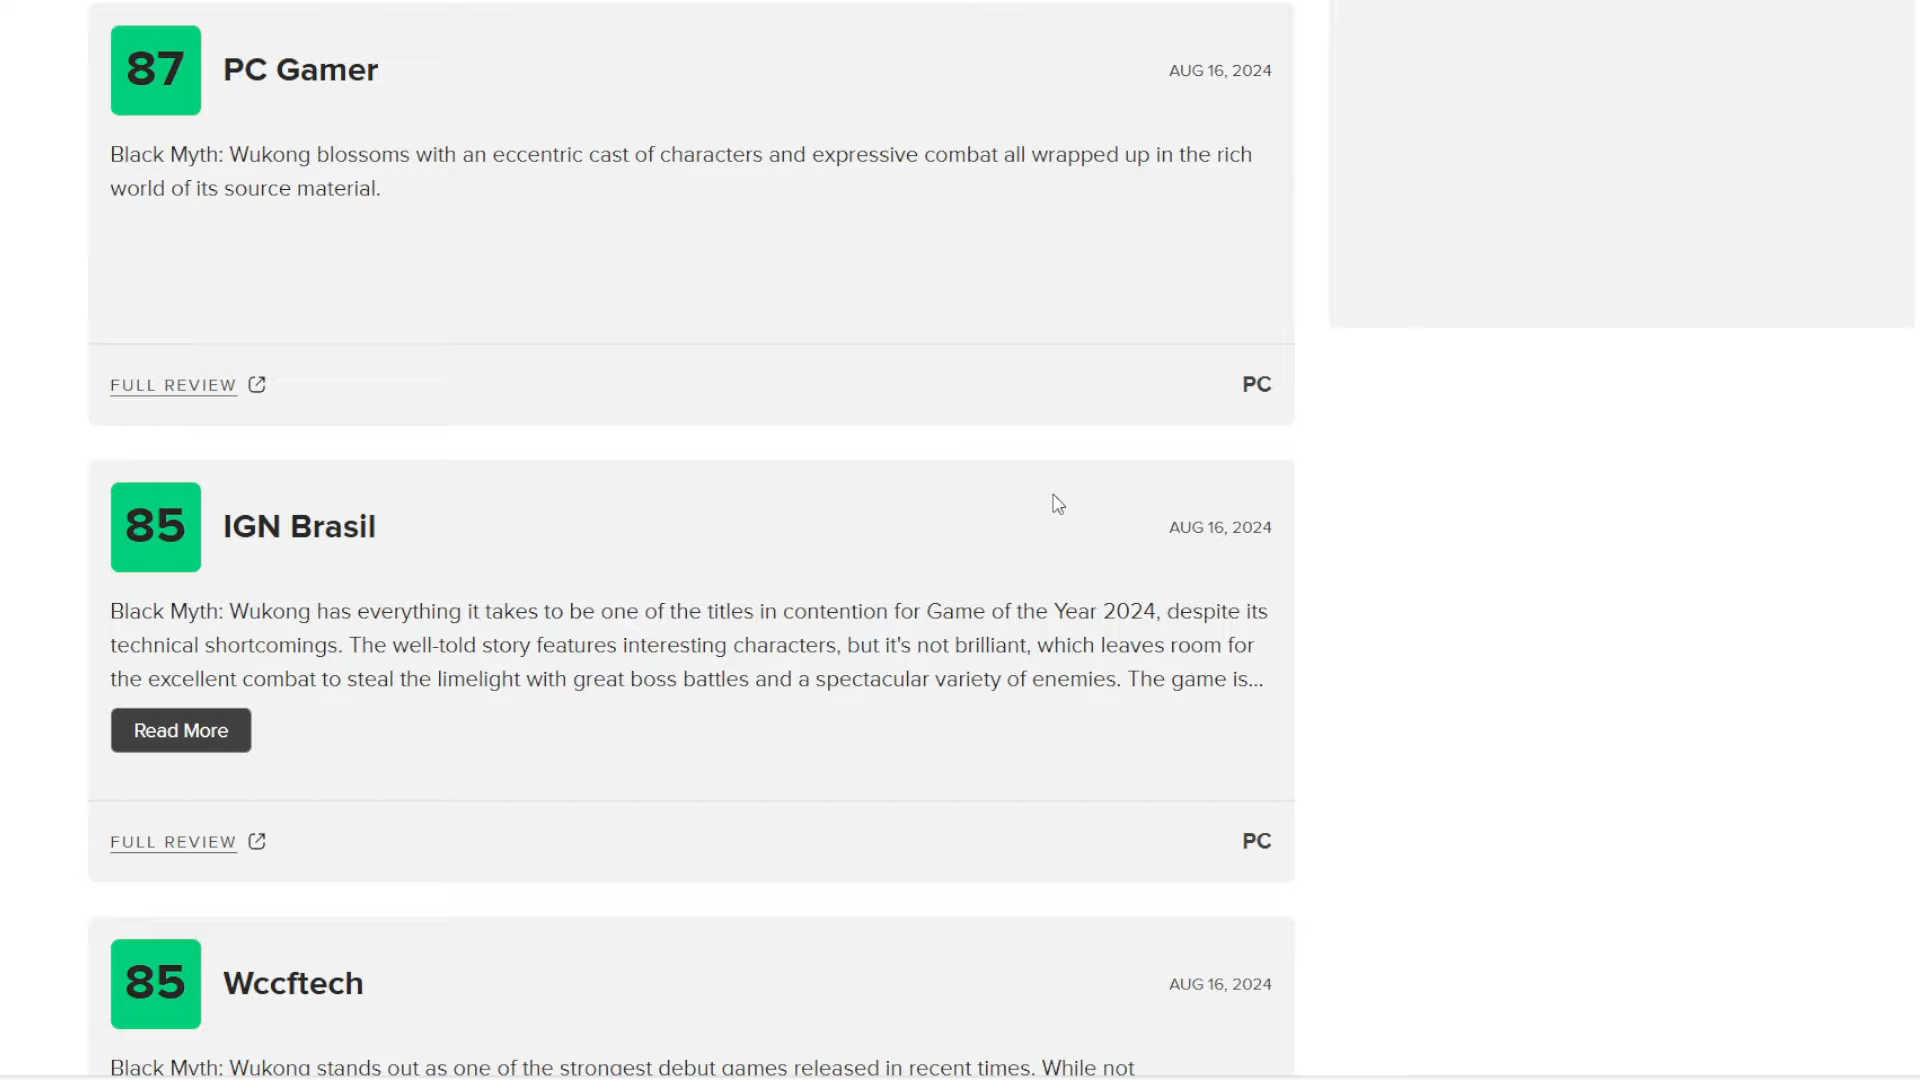 87 PC Gamer AUG 16, 2024
Black Myth: Wukong blossoms with an eccentric cast of characters and expressive combat all wrapped up in the rich
world of its source material.
FULL REVIEW PC
85 IGN Brasil AUG 16, 2024
Black Myth: Wukong has everything it takes to be one of the titles in contention for Game of the Year 2024, despite its
technical shortcomings. The well-told story features interesting characters, but it's not brilliant, which leaves room for
the excellent combat to steal the limelight with great boss battles and a spectacular variety of enemies. The game is...
Read More
FULL REVIEW PC
85 Wccftech AUG 16, 2024
Black Myth: Wukong stands out as one of the strongest debut games released in recent times. While not